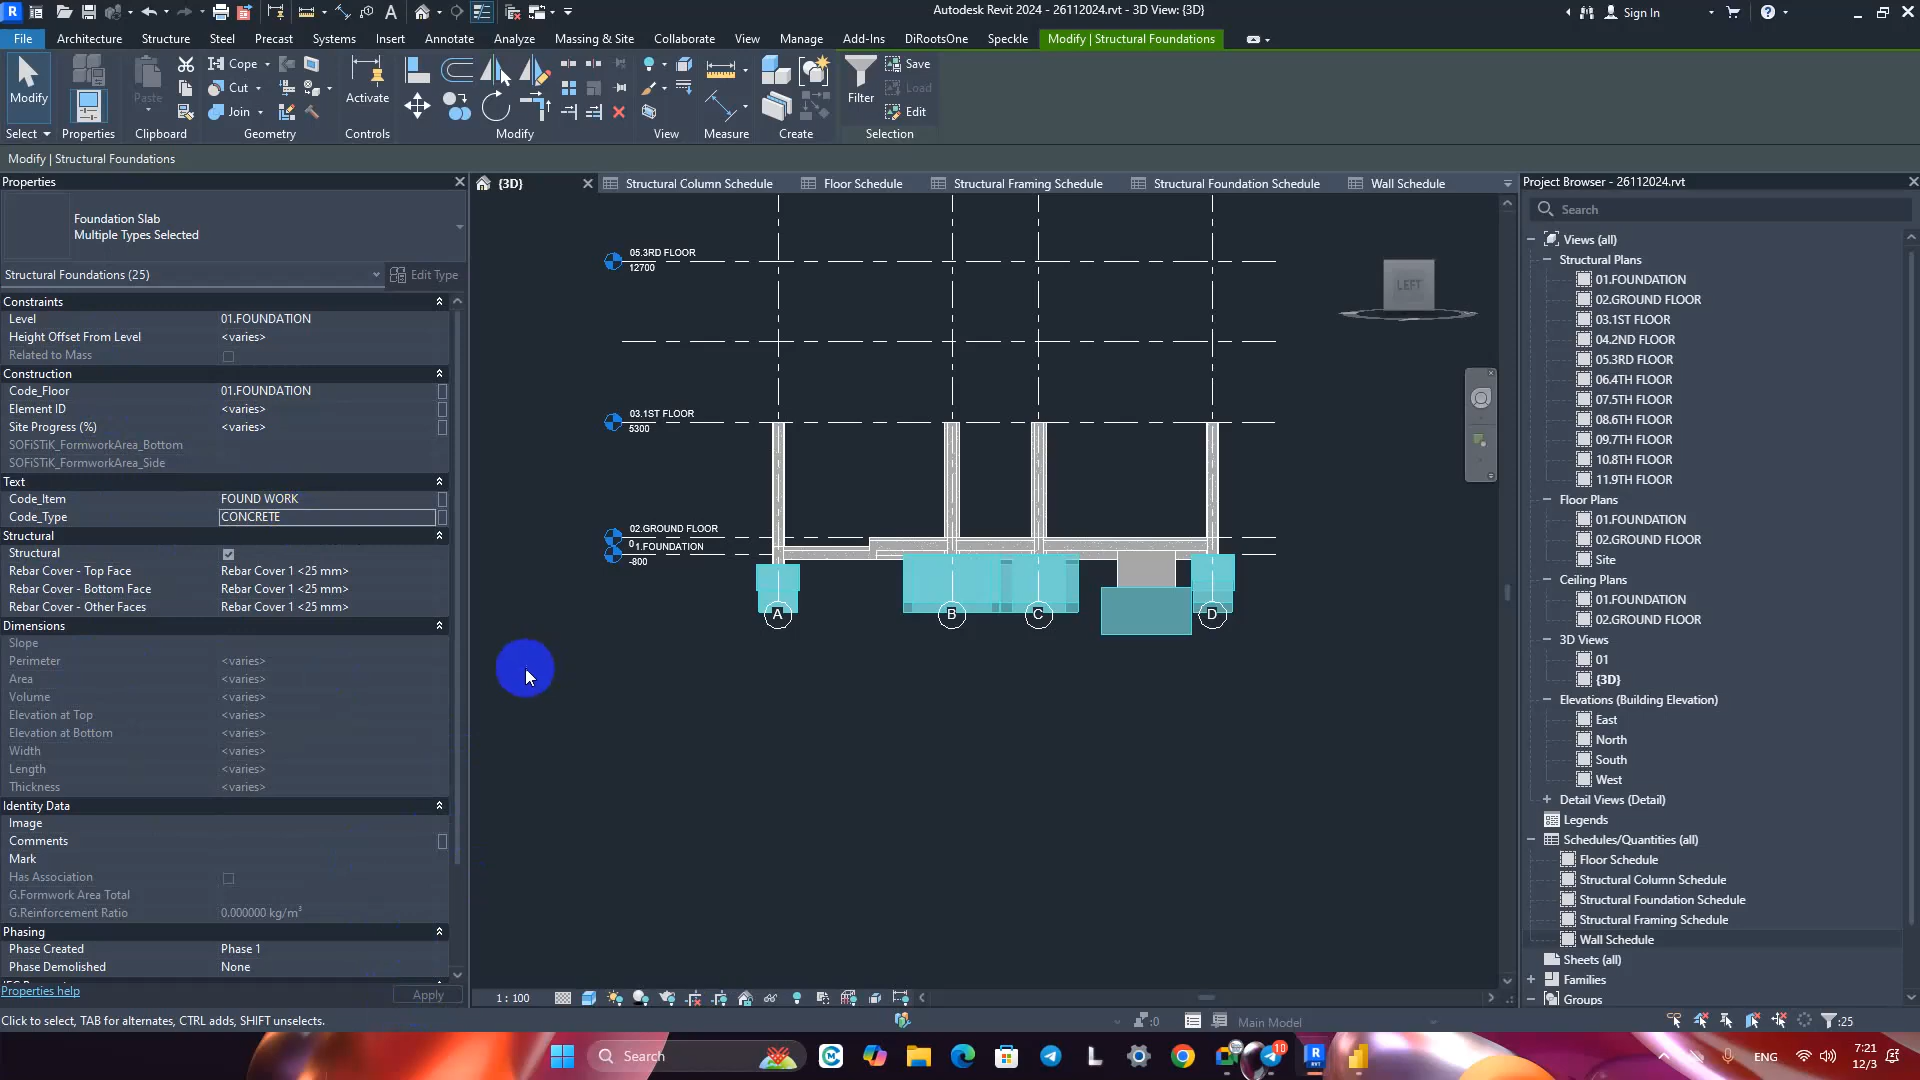 Autodesk Revit 2024 - 26112024.rvt - 3D View: {3D}
Sign In
File Architecture Structure Steel Precast Systems Insert Annotate Analyze Massing & Site Collaborate View Manage Add-Ins DiRootsOne Speckle Modify | Structural Foundations
Modify Paste Cope Cut Join Activate Filter Save Load Edit
Select Properties Clipboard Geometry Controls Modify View Measure Create Selection
Modify | Structural Foundations
Properties
Foundation Slab
Multiple Types Selected
Structural Foundations (25) Edit Type
Constraints
Level 01.FOUNDATION
Height Offset From Level <varies>
Related to Mass
Construction
Code_Floor 01.FOUNDATION
Element ID <varies>
Site Progress (%) <varies>
SOFiSTiK_FormworkArea_Bottom
SOFiSTiK_FormworkArea_Side
Text
Code_Item FOUND WORK
Code_Type CONCRETE
Structural
Structural
Rebar Cover - Top Face Rebar Cover 1 <25 mm>
Rebar Cover - Bottom Face Rebar Cover 1 <25 mm>
Rebar Cover - Other Faces Rebar Cover 1 <25 mm>
Dimensions
Slope
Perimeter <varies>
Area <varies>
Volume <varies>
Elevation at Top <varies>
Elevation at Bottom <varies>
Width <varies>
Length <varies>
Thickness <varies>
Identity Data
Image
Comments
Mark
Has Association
G.Formwork Area Total
G.Reinforcement Ratio 0.000000 kg/m³
Phasing
Phase Created Phase 1
Phase Demolished None
Properties help Apply
{3D} Structural Column Schedule Floor Schedule Structural Framing Schedule Structural Foundation Schedule Wall Schedule
05.3RD FLOOR
12700
LEFT
03.1ST FLOOR
5300
02.GROUND FLOOR
0
1.FOUNDATION
-800
A B C D
1 : 100
Project Browser - 26112024.rvt
Search
Views (all)
Structural Plans
01.FOUNDATION
02.GROUND FLOOR
03.1ST FLOOR
04.2ND FLOOR
05.3RD FLOOR
06.4TH FLOOR
07.5TH FLOOR
08.6TH FLOOR
09.7TH FLOOR
10.8TH FLOOR
11.9TH FLOOR
Floor Plans
01.FOUNDATION
02.GROUND FLOOR
Site
Ceiling Plans
01.FOUNDATION
02.GROUND FLOOR
3D Views
01
{3D}
Elevations (Building Elevation)
East
North
South
West
Detail Views (Detail)
Legends
Schedules/Quantities (all)
Floor Schedule
Structural Column Schedule
Structural Foundation Schedule
Structural Framing Schedule
Wall Schedule
Sheets (all)
Families
Groups
Click to select, TAB for alternates, CTRL adds, SHIFT unselects. :0 Main Model :25
Search 10 ENG 7:21
12/3